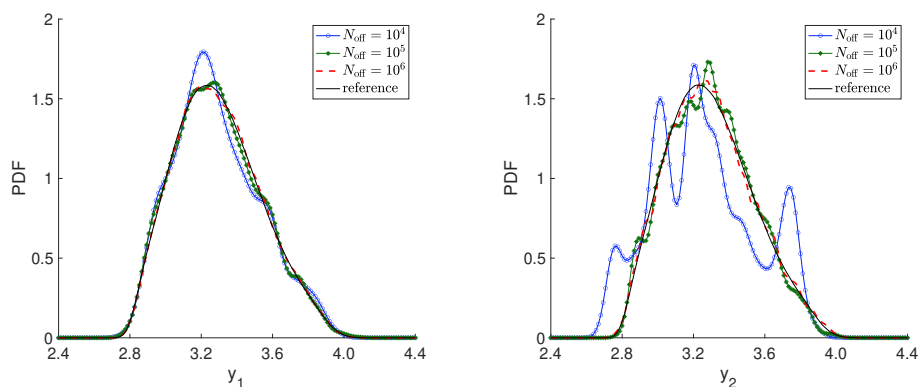 2
1.5
1
0.5
0
PDF
2.4 2.8 3.2 3.6 4.0 4.4
y_1
N_off = 10^4
N_off = 10^5
N_off = 10^6
reference
2
1.5
1
0.5
0
PDF
2.4 2.8 3.2 3.6 4.0 4.4
y_2
N_off = 10^4
N_off = 10^5
N_off = 10^6
reference